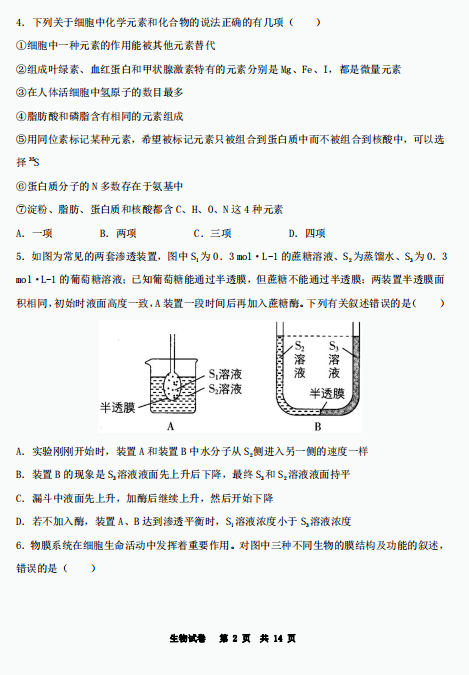 4. 下列关于细胞中化学元素和化合物的说法正确的有几项（　　）
①细胞中一种元素的作用能被其他元素替代
②组成叶绿素、血红蛋白和甲状腺激素特有的元素分别是 Mg、Fe、I，都是微量元素
③在人体活细胞中氢原子的数目最多
④脂肪酸和磷脂含有相同的元素组成
⑤用同位素标记某种元素，希望被标记元素只被组合到蛋白质中而不被组合到核酸中，可以选
择 ³⁵S
⑥蛋白质分子的 N 多数存在于氨基中
⑦淀粉、脂肪、蛋白质和核酸都含 C、H、O、N 这 4 种元素
A. 一项　　B. 两项　　C. 三项　　D. 四项
5. 如图为常见的两套渗透装置，图中 S₁为 0．3 mol·L-1 的蔗糖溶液、S₂为蒸馏水、S₃为 0．3
mol·L-1 的葡萄糖溶液；已知葡萄糖能通过半透膜，但蔗糖不能通过半透膜；两装置半透膜面
积相同，初始时液面高度一致，A 装置一段时间后再加入蔗糖酶。下列有关叙述错误的是（　　）
S₁溶液
S₂溶液
半透膜
A
S₂溶液
S₃溶液
半透膜
B
A. 实验刚刚开始时，装置 A 和装置 B 中水分子从 S₂侧进入另一侧的速度一样
B. 装置 B 的现象是 S₃溶液液面先上升后下降，最终 S₃和 S₂溶液液面持平
C. 漏斗中液面先上升，加酶后继续上升，然后开始下降
D. 若不加入酶，装置 A、B 达到渗透平衡时，S₁溶液浓度小于 S₃溶液浓度
6. 物膜系统在细胞生命活动中发挥着重要作用。对图中三种不同生物的膜结构及功能的叙述，
错误的是（　　）
生物试卷　第 2 页　共 14 页